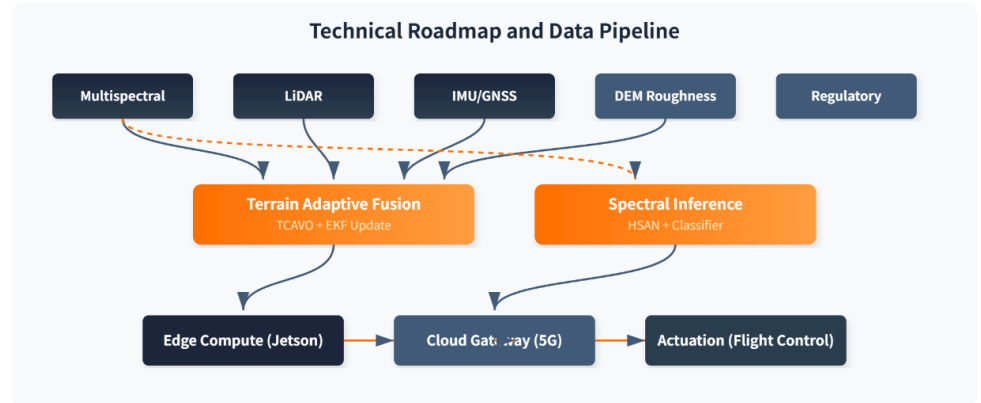 Technical Roadmap and Data Pipeline
Multispectral
LiDAR
IMU/GNSS
DEM Roughness
Regulatory
Terrain Adaptive Fusion
TCAVO + EKF Update
Spectral Inference
HSAN + Classifier
Edge Compute (Jetson)
Cloud Gateway (5G)
Actuation (Flight Control)